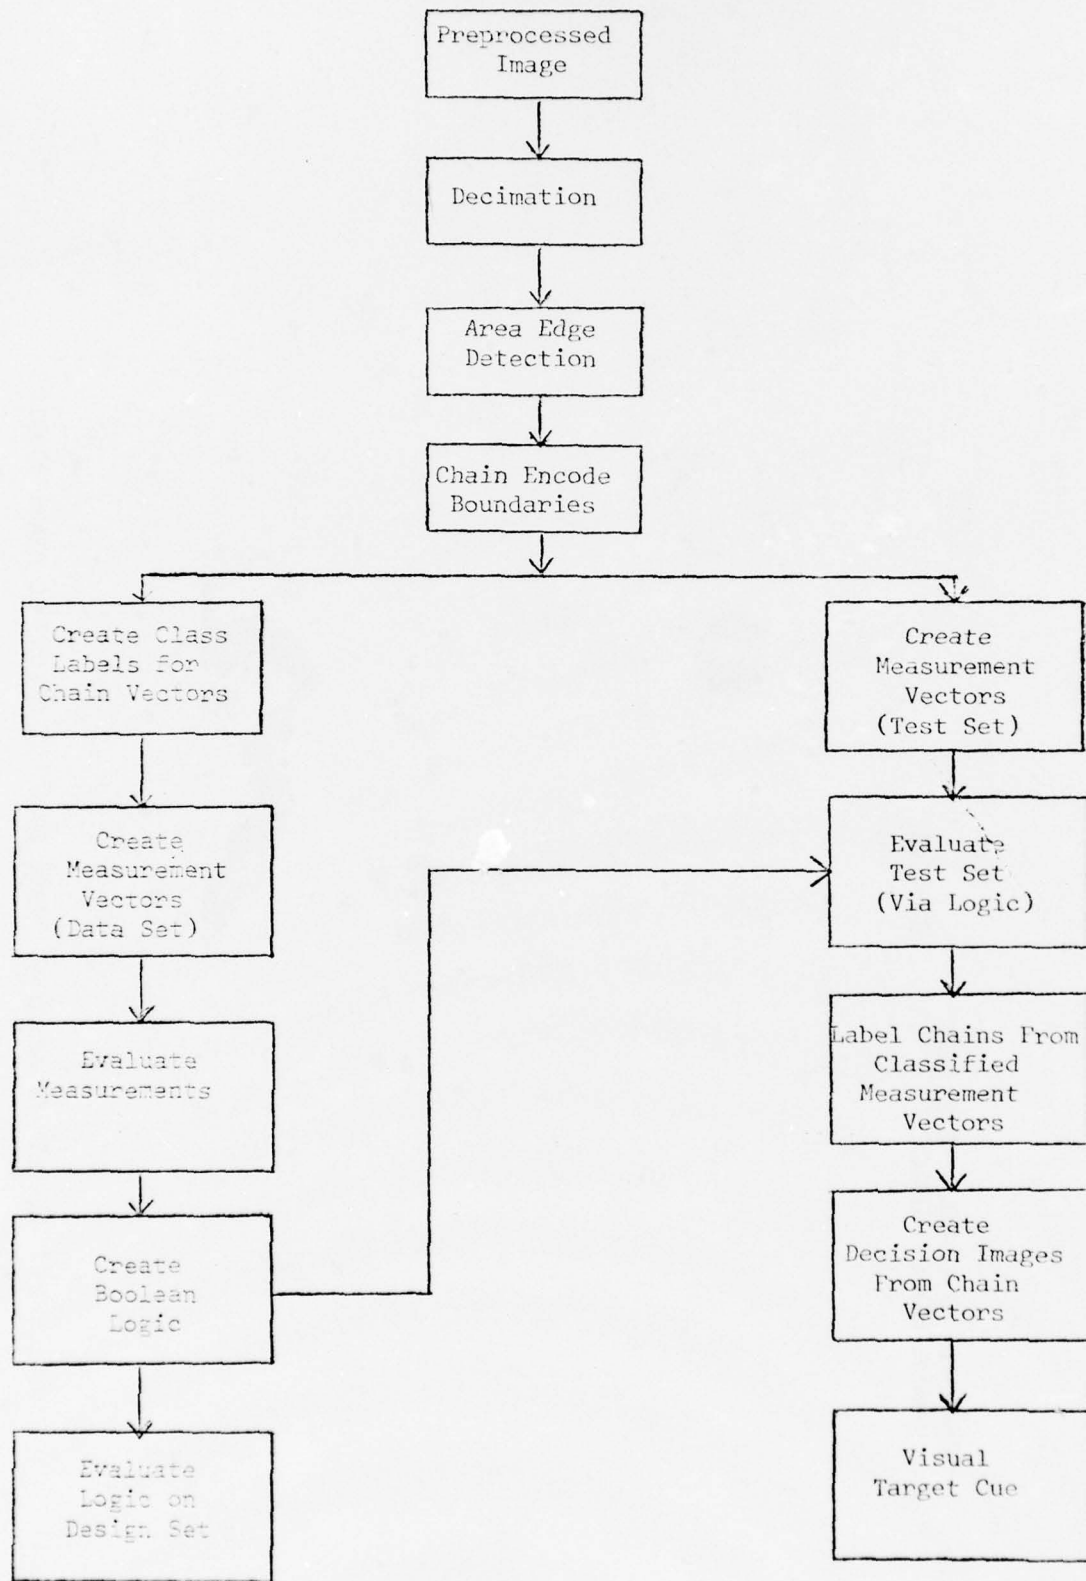 Preprocessed
Image
Decimation
Area Edge
Detection
Chain Encode
Boundaries
Create Class
Labels for
Chain Vectors
Create
Measurement
Vectors
(Data Set)
Evaluate
Measurements
Create
Boolean
Logic
Evaluate
Logic on
Design Set
Create
Measurement
Vectors
(Test Set)
Evaluate
Test Set
(Via Logic)
Label Chains From
Classified
Measurement
Vectors
Create
Decision Images
From Chain
Vectors
Visual
Target Cue